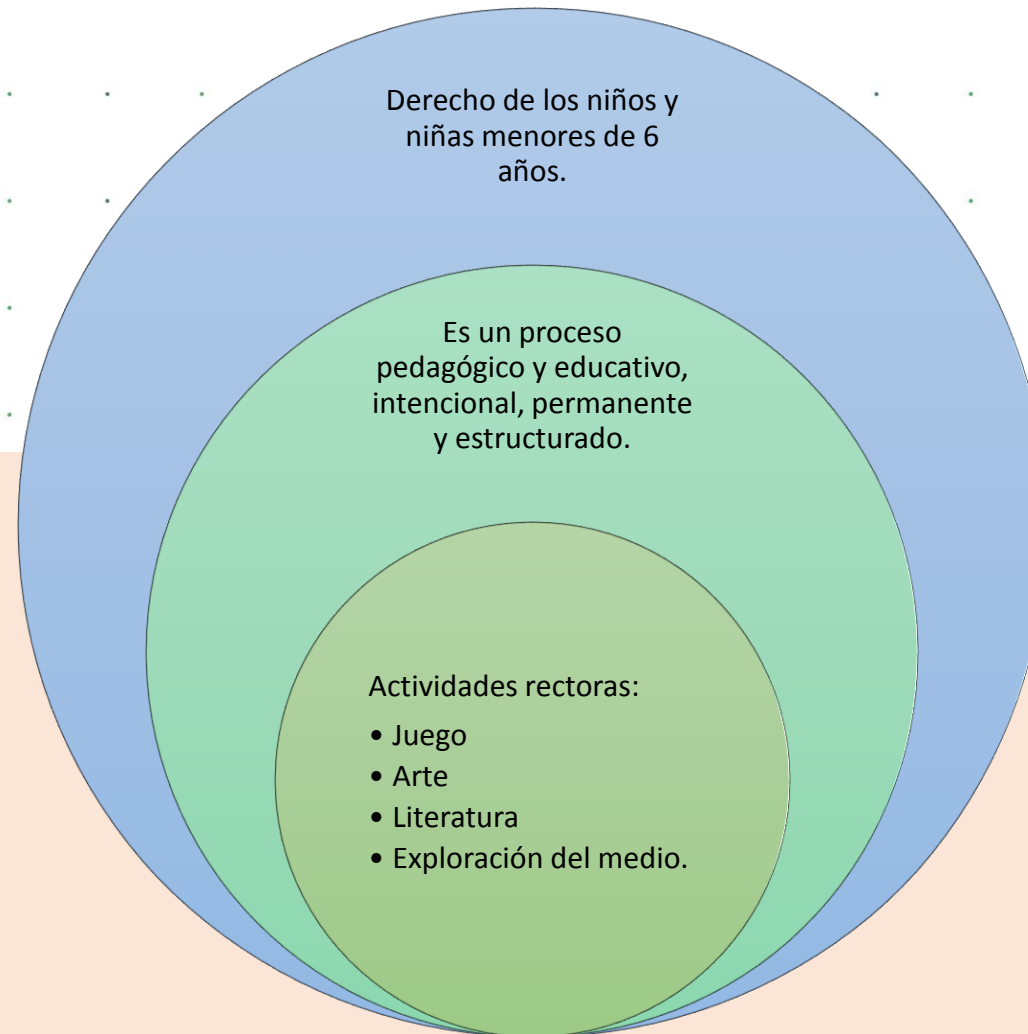 Derecho de los niños y
niñas menores de 6
años.
Es un proceso
pedagógico y educativo,
intencional, permanente
y estructurado.
Actividades rectoras:
• Juego
• Arte
• Literatura
• Exploración del medio.